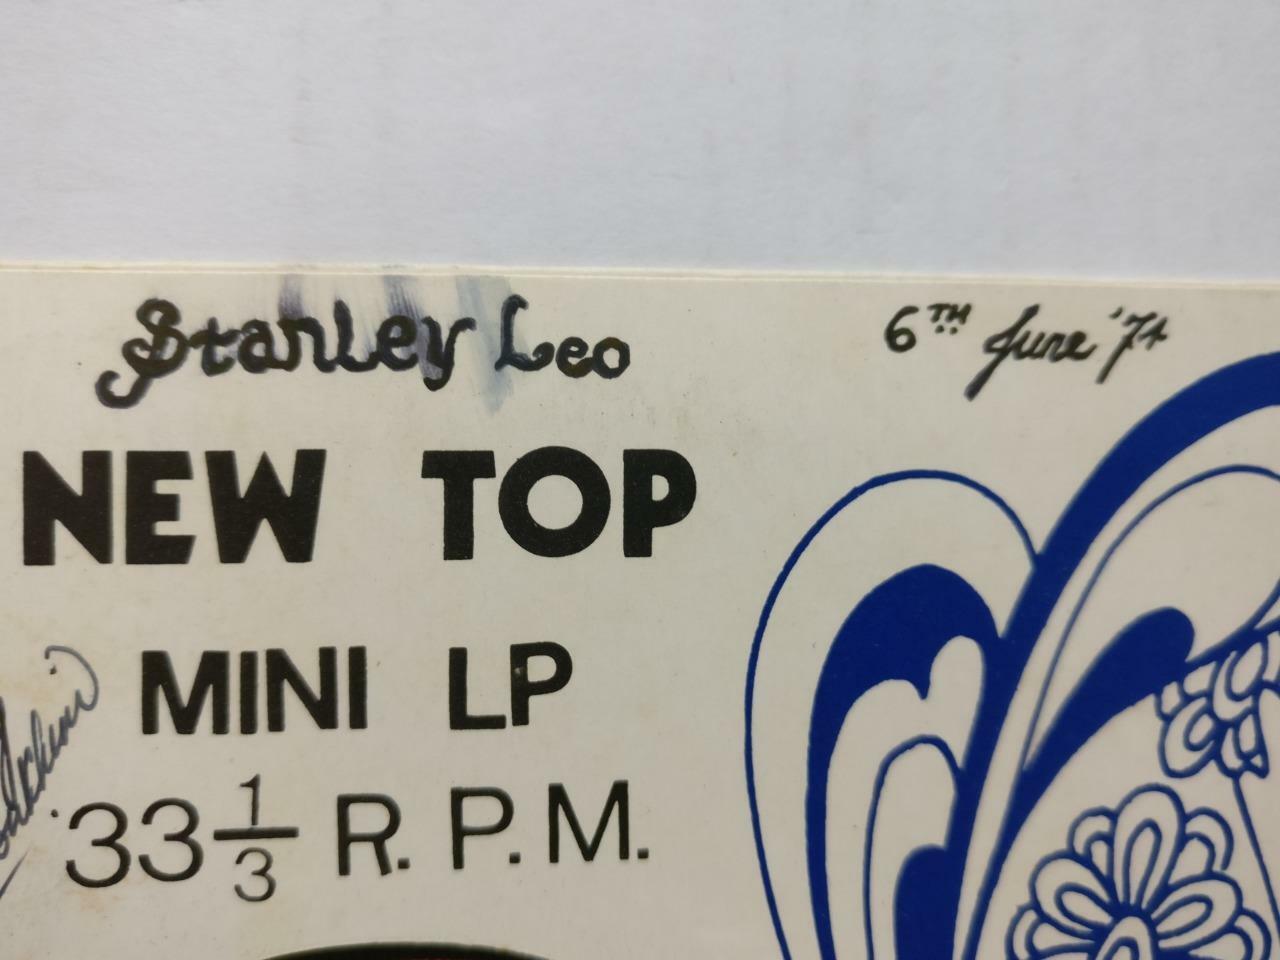 Stanley Leo
6TH June '74
NEW TOP
MINI LP
33 1/3 R. P. M.